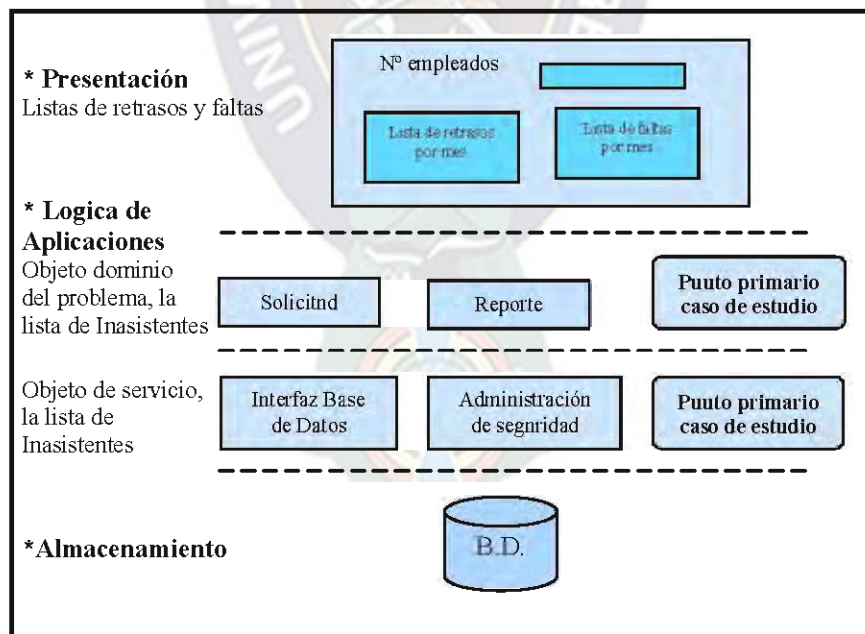 * Presentación
Listas de retrasos y faltas
Nº empleados
Lista de retrasos
por mes
Lista de faltas
por mes
* Logica de
Aplicaciones
Objeto dominio
del problema, la
lista de Inasistentes
Solicitnd
Reporte
Puuto primario
caso de estudio
Objeto de servicio,
la lista de
Inasistentes
Interfaz Base
de Datos
Administración
de segnridad
Puuto primario
caso de estudio
*Almacenamiento
B.D.